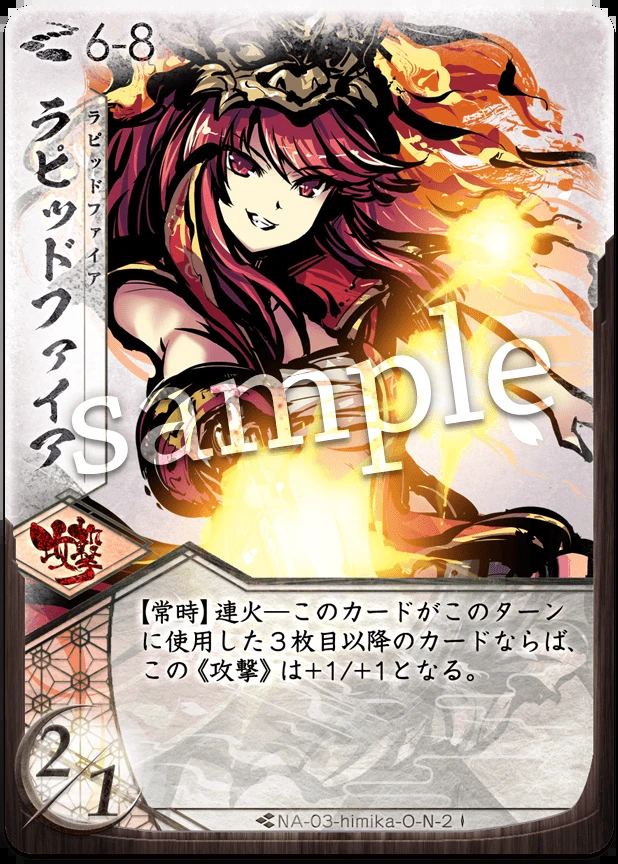 6-8
ラピッドファイア
ラピッドファイア
sample
攻撃
【常時】連火―このカードがこのターン
に使用した3枚目以降のカードならば、
この《攻撃》は+1/+1となる。
2/1
NA-03-himika-O-N-2